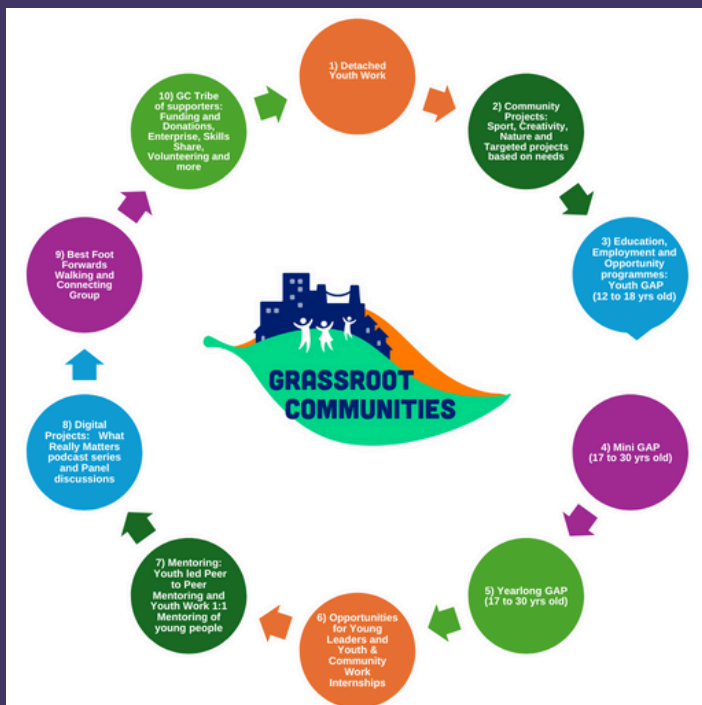 1) Detached
Youth Work
2) Community
Projects:
Sport, Creativity,
Nature and
Targeted projects
based on needs
3) Education,
Employment and
Opportunity
programmes:
Youth GAP
(12 to 18 yrs old)
4) Mini GAP
(17 to 30 yrs old)
5) Yearlong GAP
(17 to 30 yrs old)
6) Opportunities
for Young
Leaders and
Youth &
Community
Work
Internships
7) Mentoring:
Youth led Peer
to Peer
Mentoring and
Youth Work 1:1
Mentoring of
young people
8) Digital
Projects: What
Really Matters
podcast series
and Panel
discussions
9) Best Foot
Forwards
Walking and
Connecting
Group
10) GC Tribe
of supporters:
Funding and
Donations,
Enterprise, Skills
Share,
Volunteering and
more
GRASSROOT
COMMUNITIES